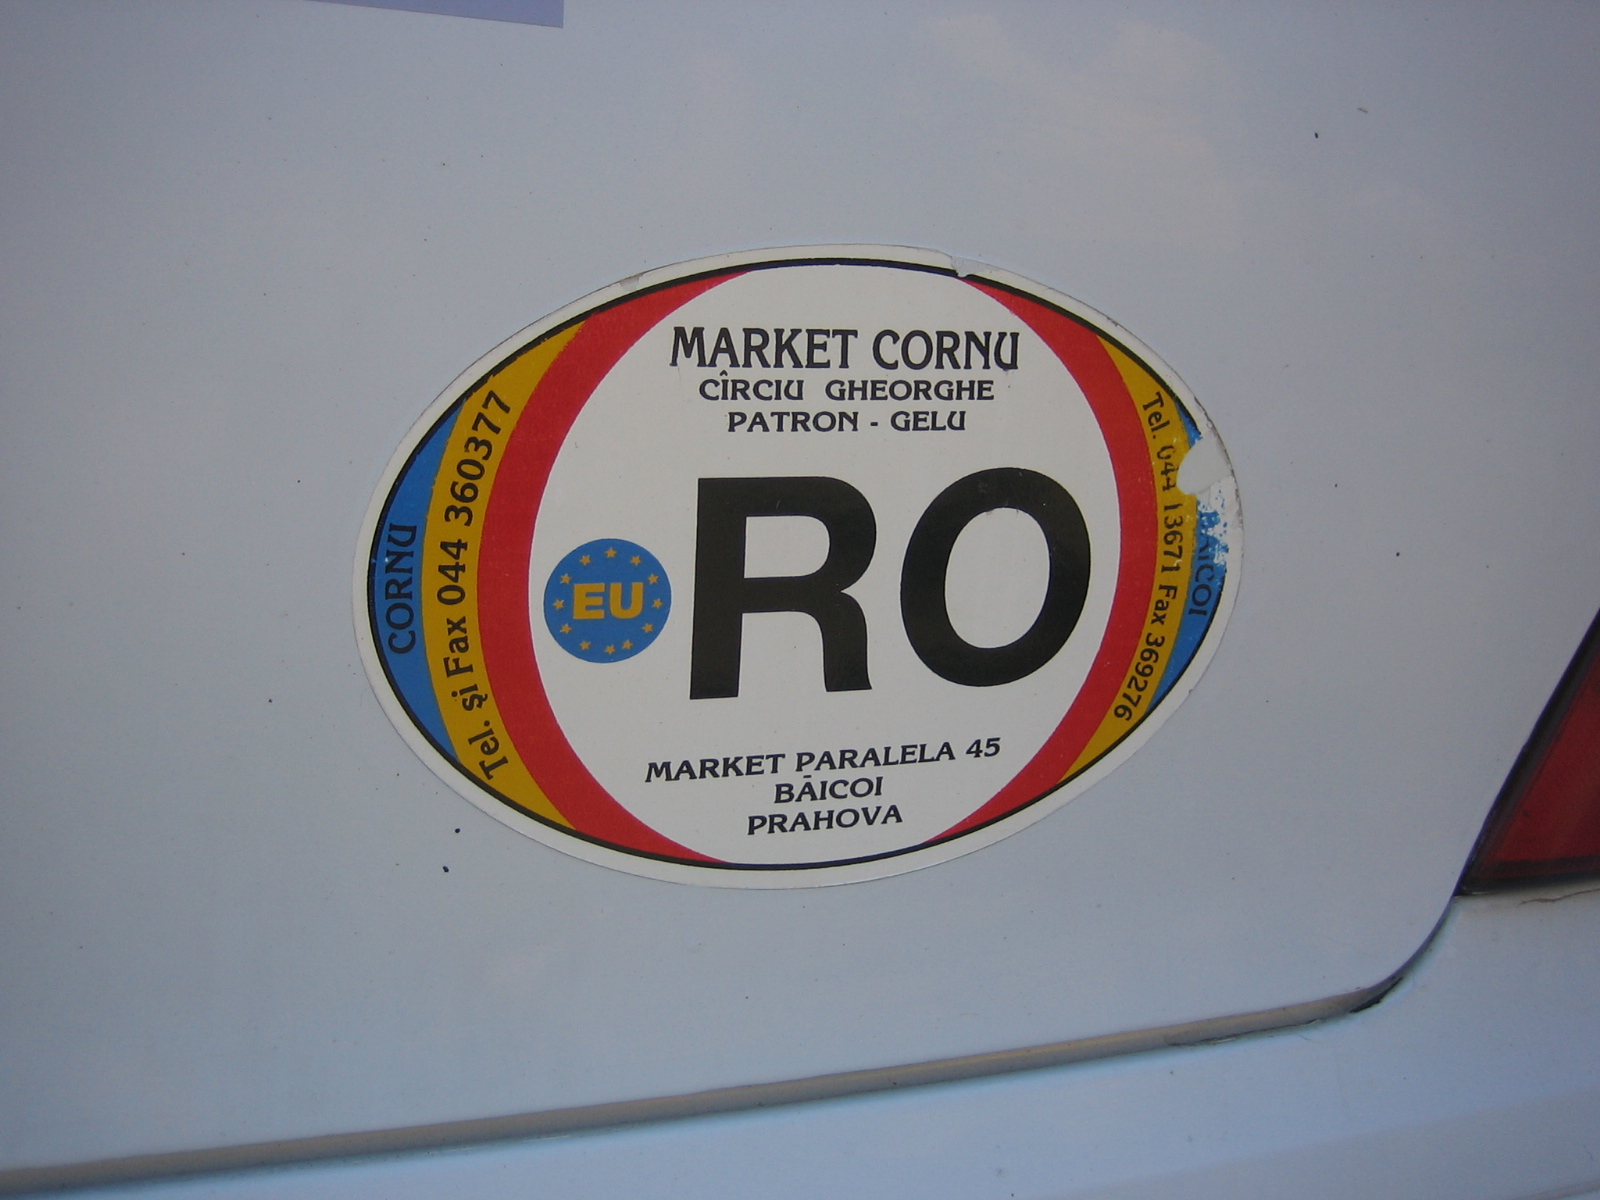 MARKET CORNU
CÎRCIU GHEORGHE
PATRON - GELU
CORNU
Tel. şi Fax 044 360377
EU
RO
Tel. 044 13671 Fax 369276
BĂICOI
MARKET PARALELA 45
BĂICOI
PRAHOVA